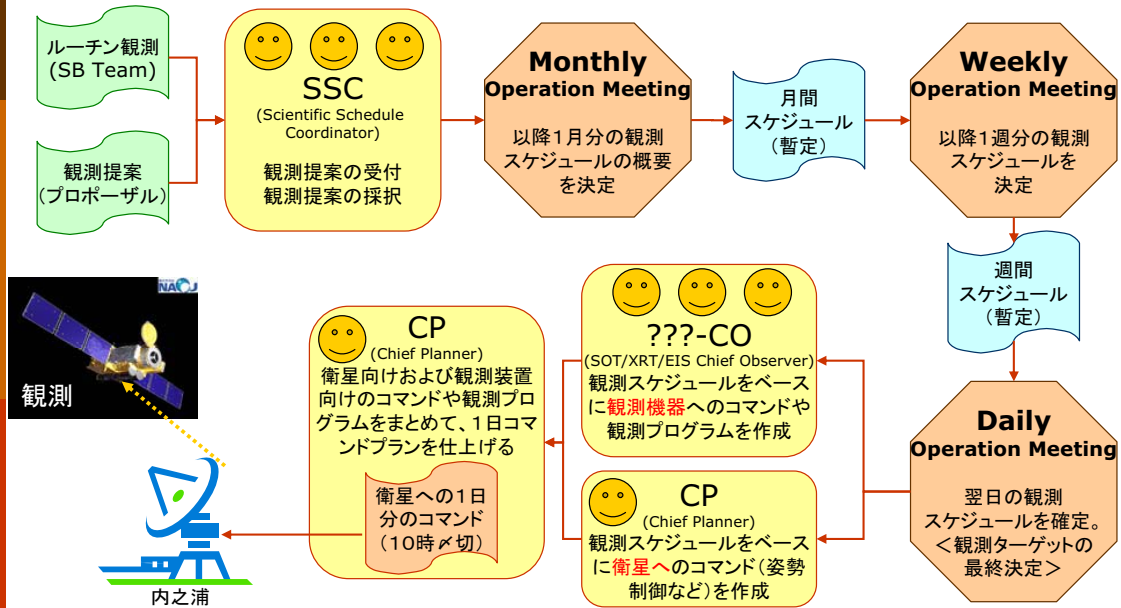 ルーチン観測
(SB Team)
観測提案
(プロポーザル)
SSC
(Scientific Schedule
Coordinator)
観測提案の受付
観測提案の採択
Monthly
Operation Meeting
以降1月分の観測
スケジュールの概要
を決定
月間
スケジュール
(暫定)
Weekly
Operation Meeting
以降1週分の観測
スケジュールを
決定
週間
スケジュール
(暫定)
Daily
Operation Meeting
翌日の観測
スケジュールを確定。
<観測ターゲットの
最終決定>
???-CO
(SOT/XRT/EIS Chief Observer)
観測スケジュールをベース
に観測機器へのコマンドや
観測プログラムを作成
CP
(Chief Planner)
観測スケジュールをベース
に衛星へのコマンド(姿勢
制御など)を作成
CP
(Chief Planner)
衛星向けおよび観測装置
向けのコマンドや観測プロ
グラムをまとめて、1日コマ
ンドプランを仕上げる
衛星への1日
分のコマンド
(10時〆切)
内之浦
NAOJ
観測